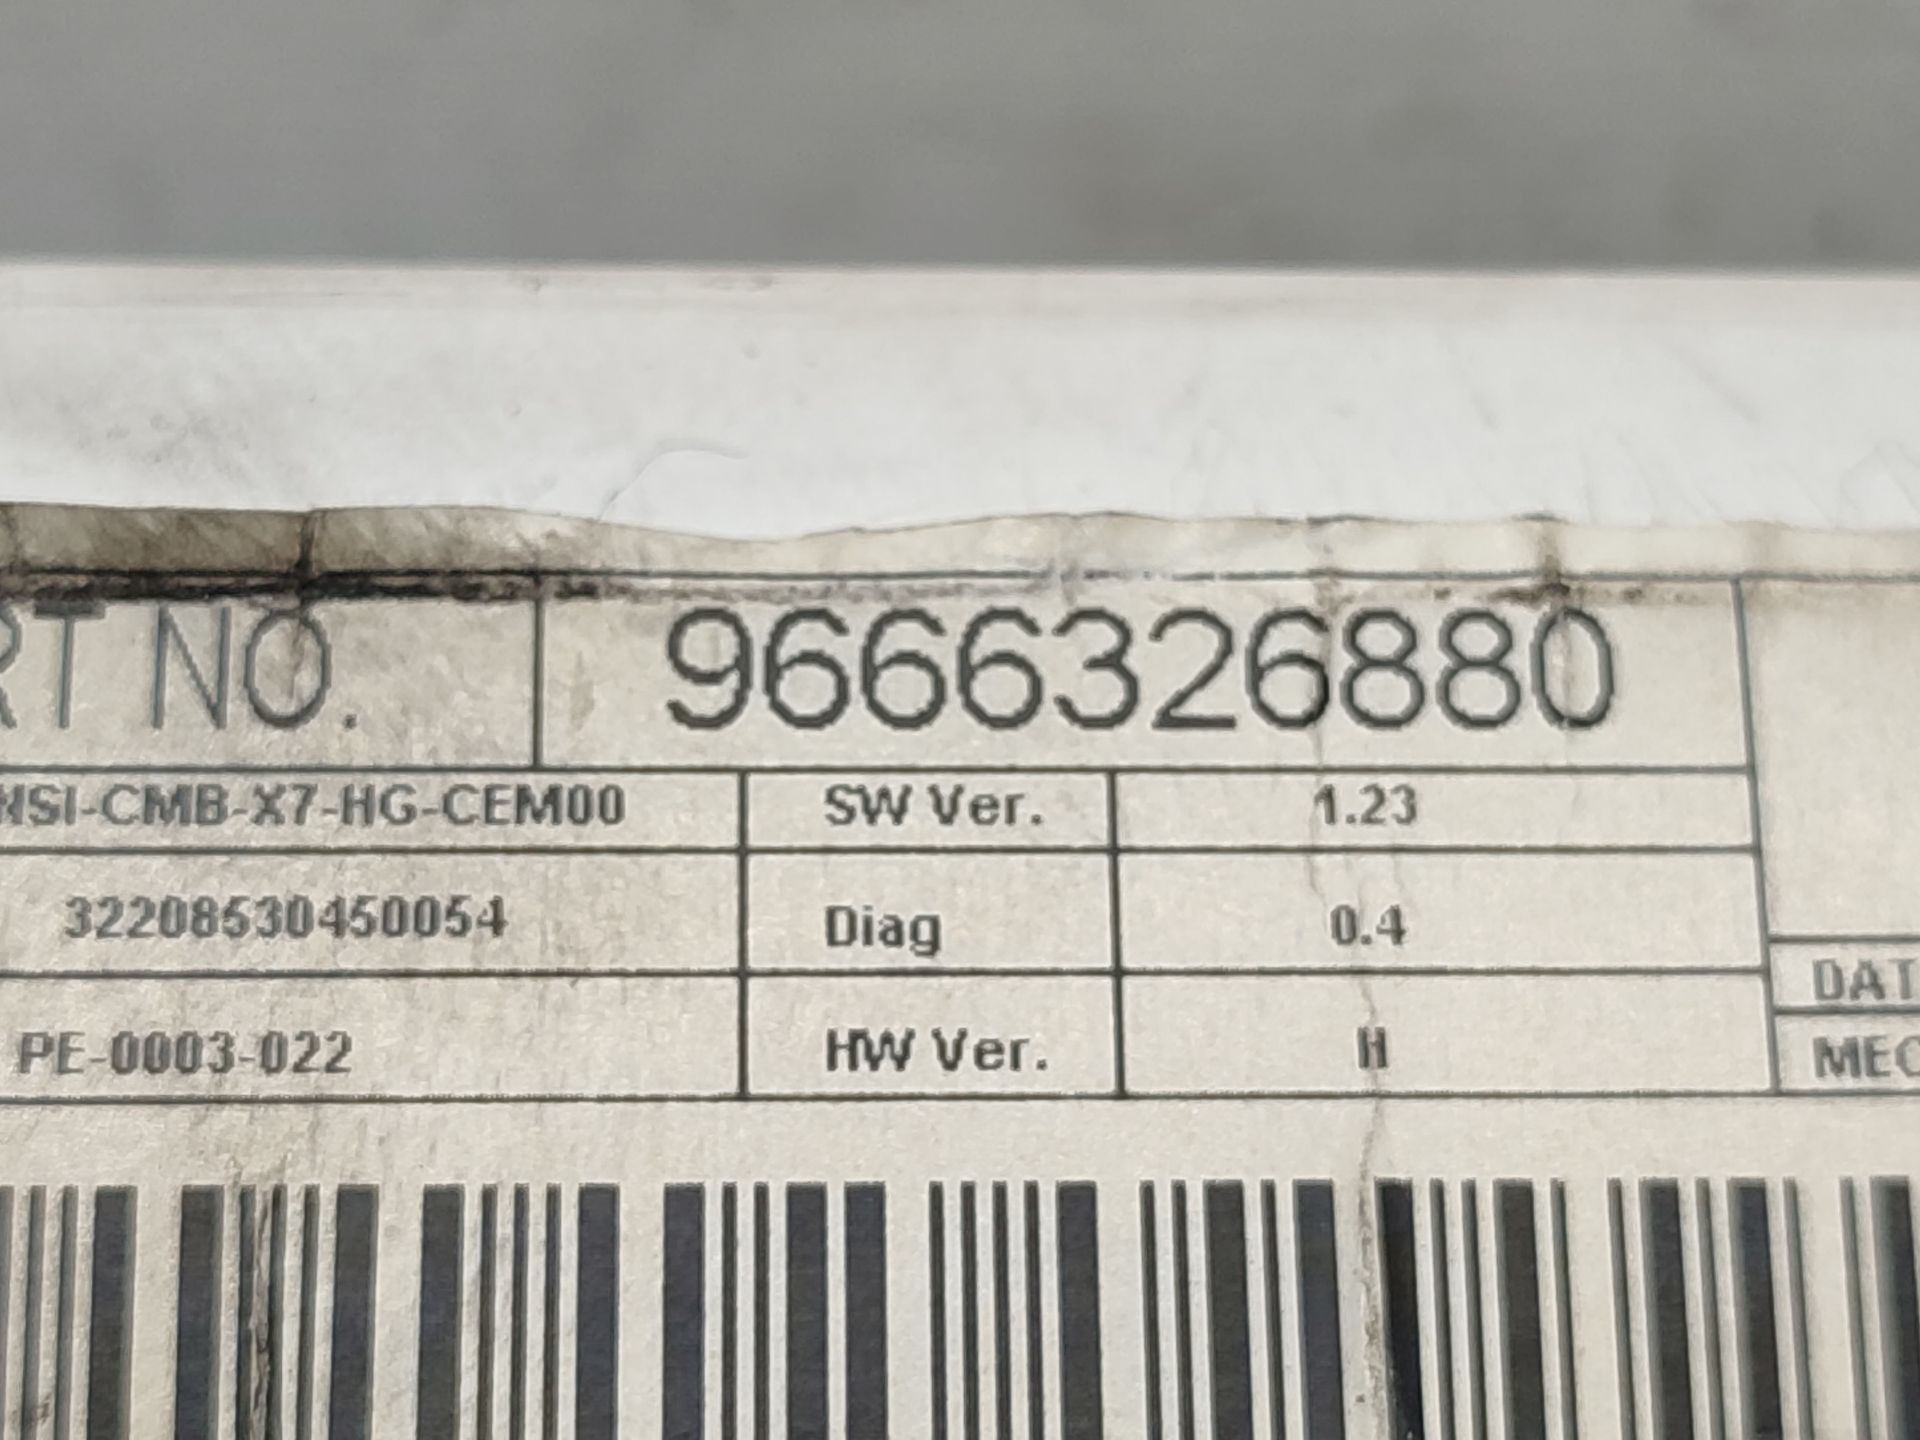 RT NO. 9666326880
NSI-CMB-X7-HG-CEM00 SW Ver. 1.23
32208530450054 Diag 0.4
DAT
PE-0003-022 HW Ver. H MEC